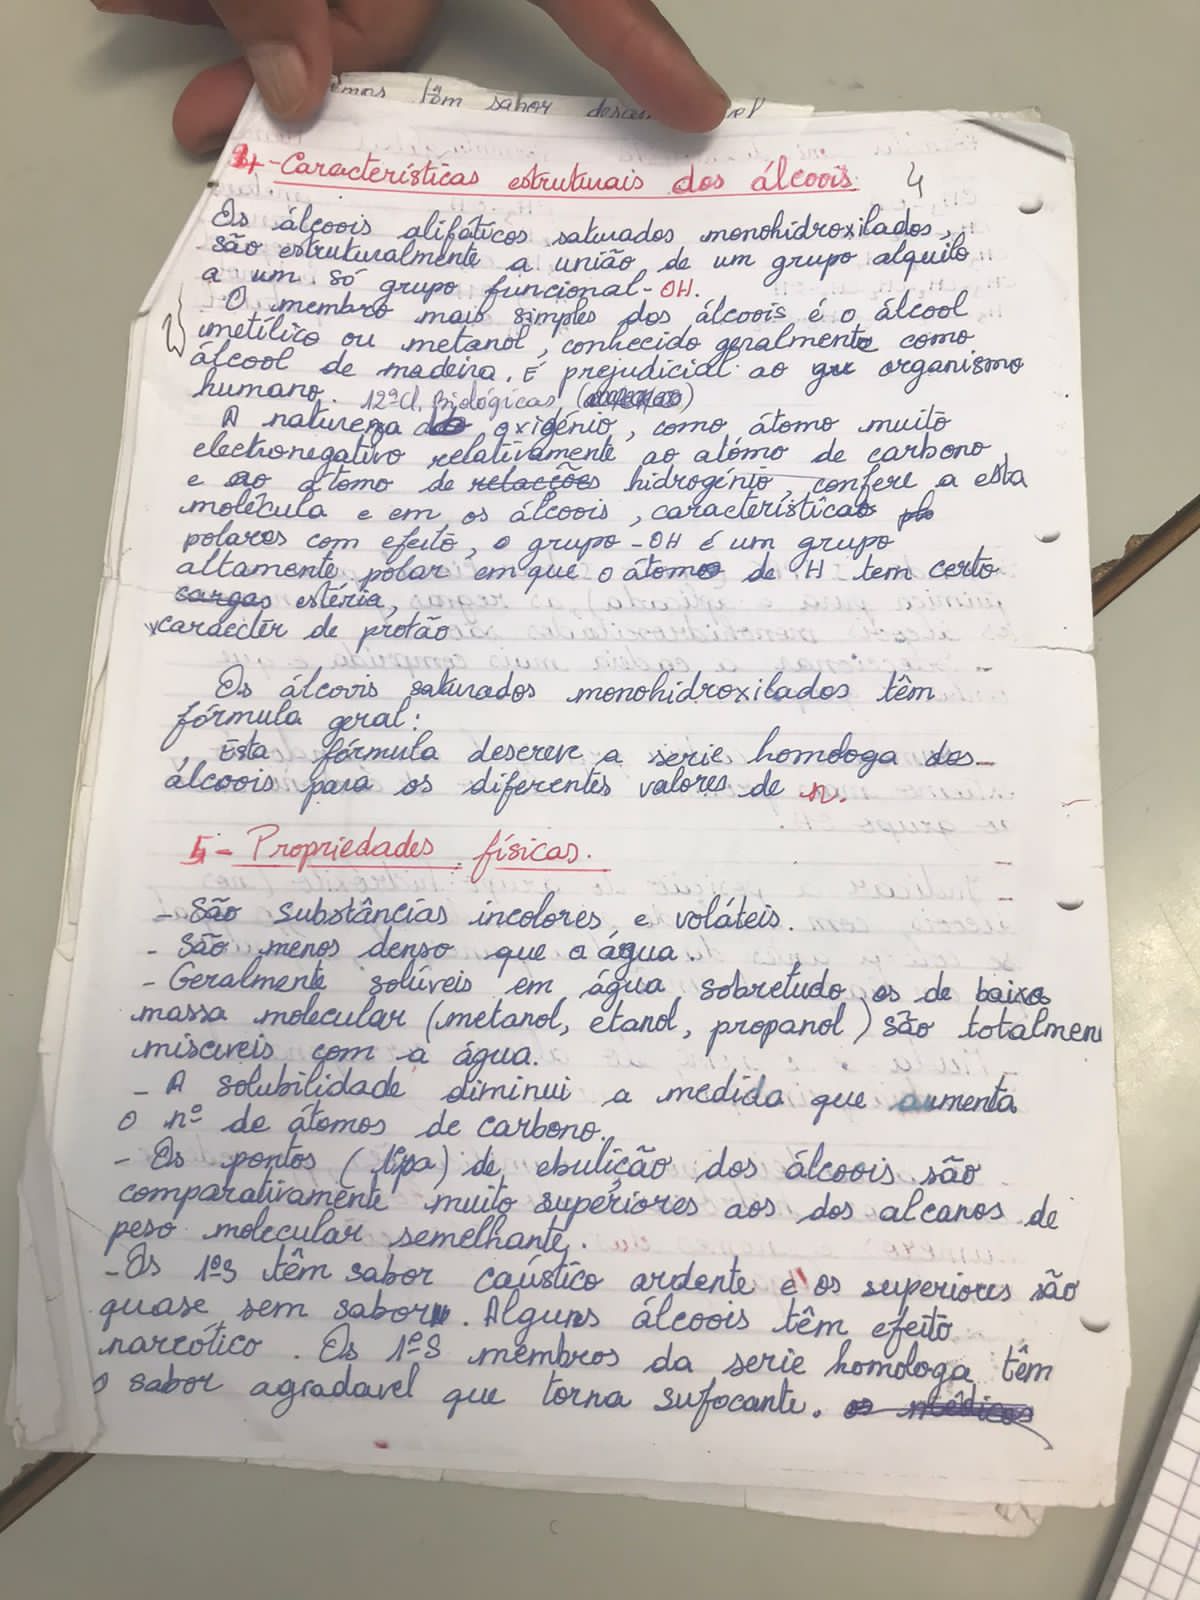 têm sabor
4 - Características estruturais dos álcoois. 4
Os álcoois alifáticos saturados monohidroxilados,
são estruturalmente a união de um grupo alquilo
a um só grupo funcional - OH.
O membro mais simples dos álcoois é o álcool
metílico ou metanol, conhecido geralmente como
álcool de madeira. É prejudicial ao organismo
humano. 12ª Cl. Biológicas
A natureza do oxigénio, como átomo muito
electronegativo relativamente ao atómo de carbono
e ao átomo de relacções hidrogénio, confere a esta
molécula e em os álcoois, características
polares com efeito, o grupo - OH é um grupo
altamente polar em que o átomo de H tem certo
cargas estéria,
carácter de protão
Os álcoois saturados monohidroxilados têm
fórmula geral:
Esta fórmula descreve a serie homologa dos
álcoois para os diferentes valores de n.
5 - Propriedades físicas.
- São substâncias incolores e voláteis.
- São menos denso que a água.
- Geralmente solúveis em água sobretudo os de baixa
massa molecular (metanol, etanol, propanol) são totalmen
miscíveis com a água.
- A solubilidade diminui a medida que aumenta
o nº de átomos de carbono.
- Os pontos de ebulição dos álcoois são
comparativamente muito superiores aos dos alcanos de
peso molecular semelhante.
- Os 1ºs têm sabor caústico ardente e os superiores são
quase sem sabor. Alguns álcoois têm efeito
narcótico. Os 1ºs membros da serie homologa têm
o sabor agradavel que torna sufocante. os médicos